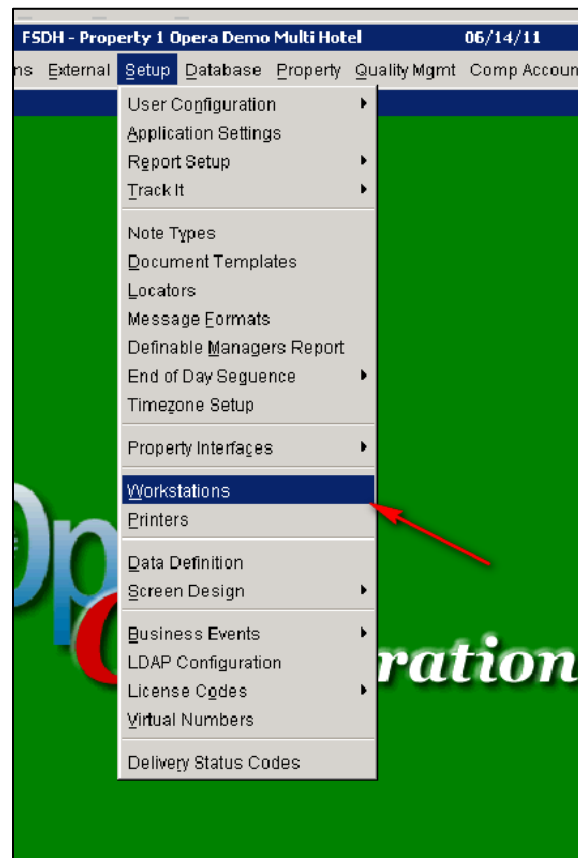 FSDH - Property 1 Opera Demo Multi Hotel 06/14/11
ns External Setup Database Property Quality Mgmt Comp Accoun
User Configuration
Application Settings
Report Setup
Track It
Note Types
Document Templates
Locators
Message Formats
Definable Managers Report
End of Day Sequence
Timezone Setup
Property Interfaces
Workstations
Printers
Data Definition
Screen Design
Business Events
LDAP Configuration
License Codes
Virtual Numbers
Delivery Status Codes
Op
C ration